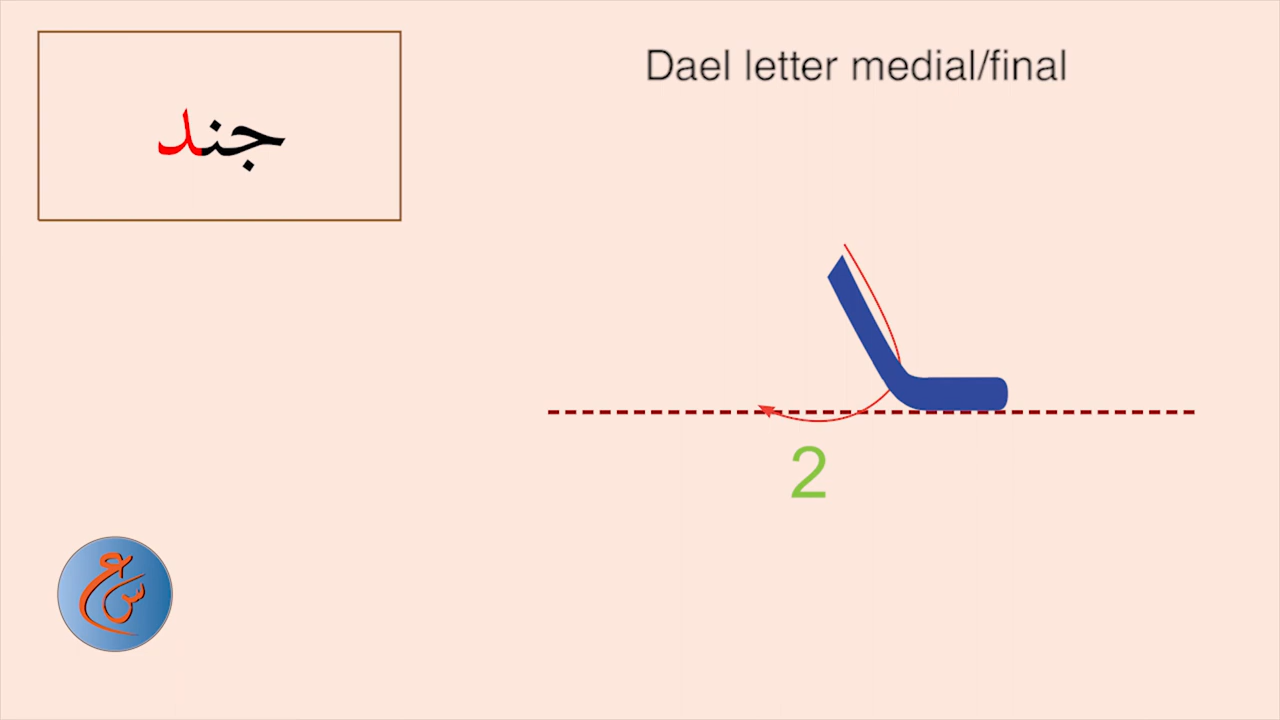 Dael letter medial/final
جند
2
ع س